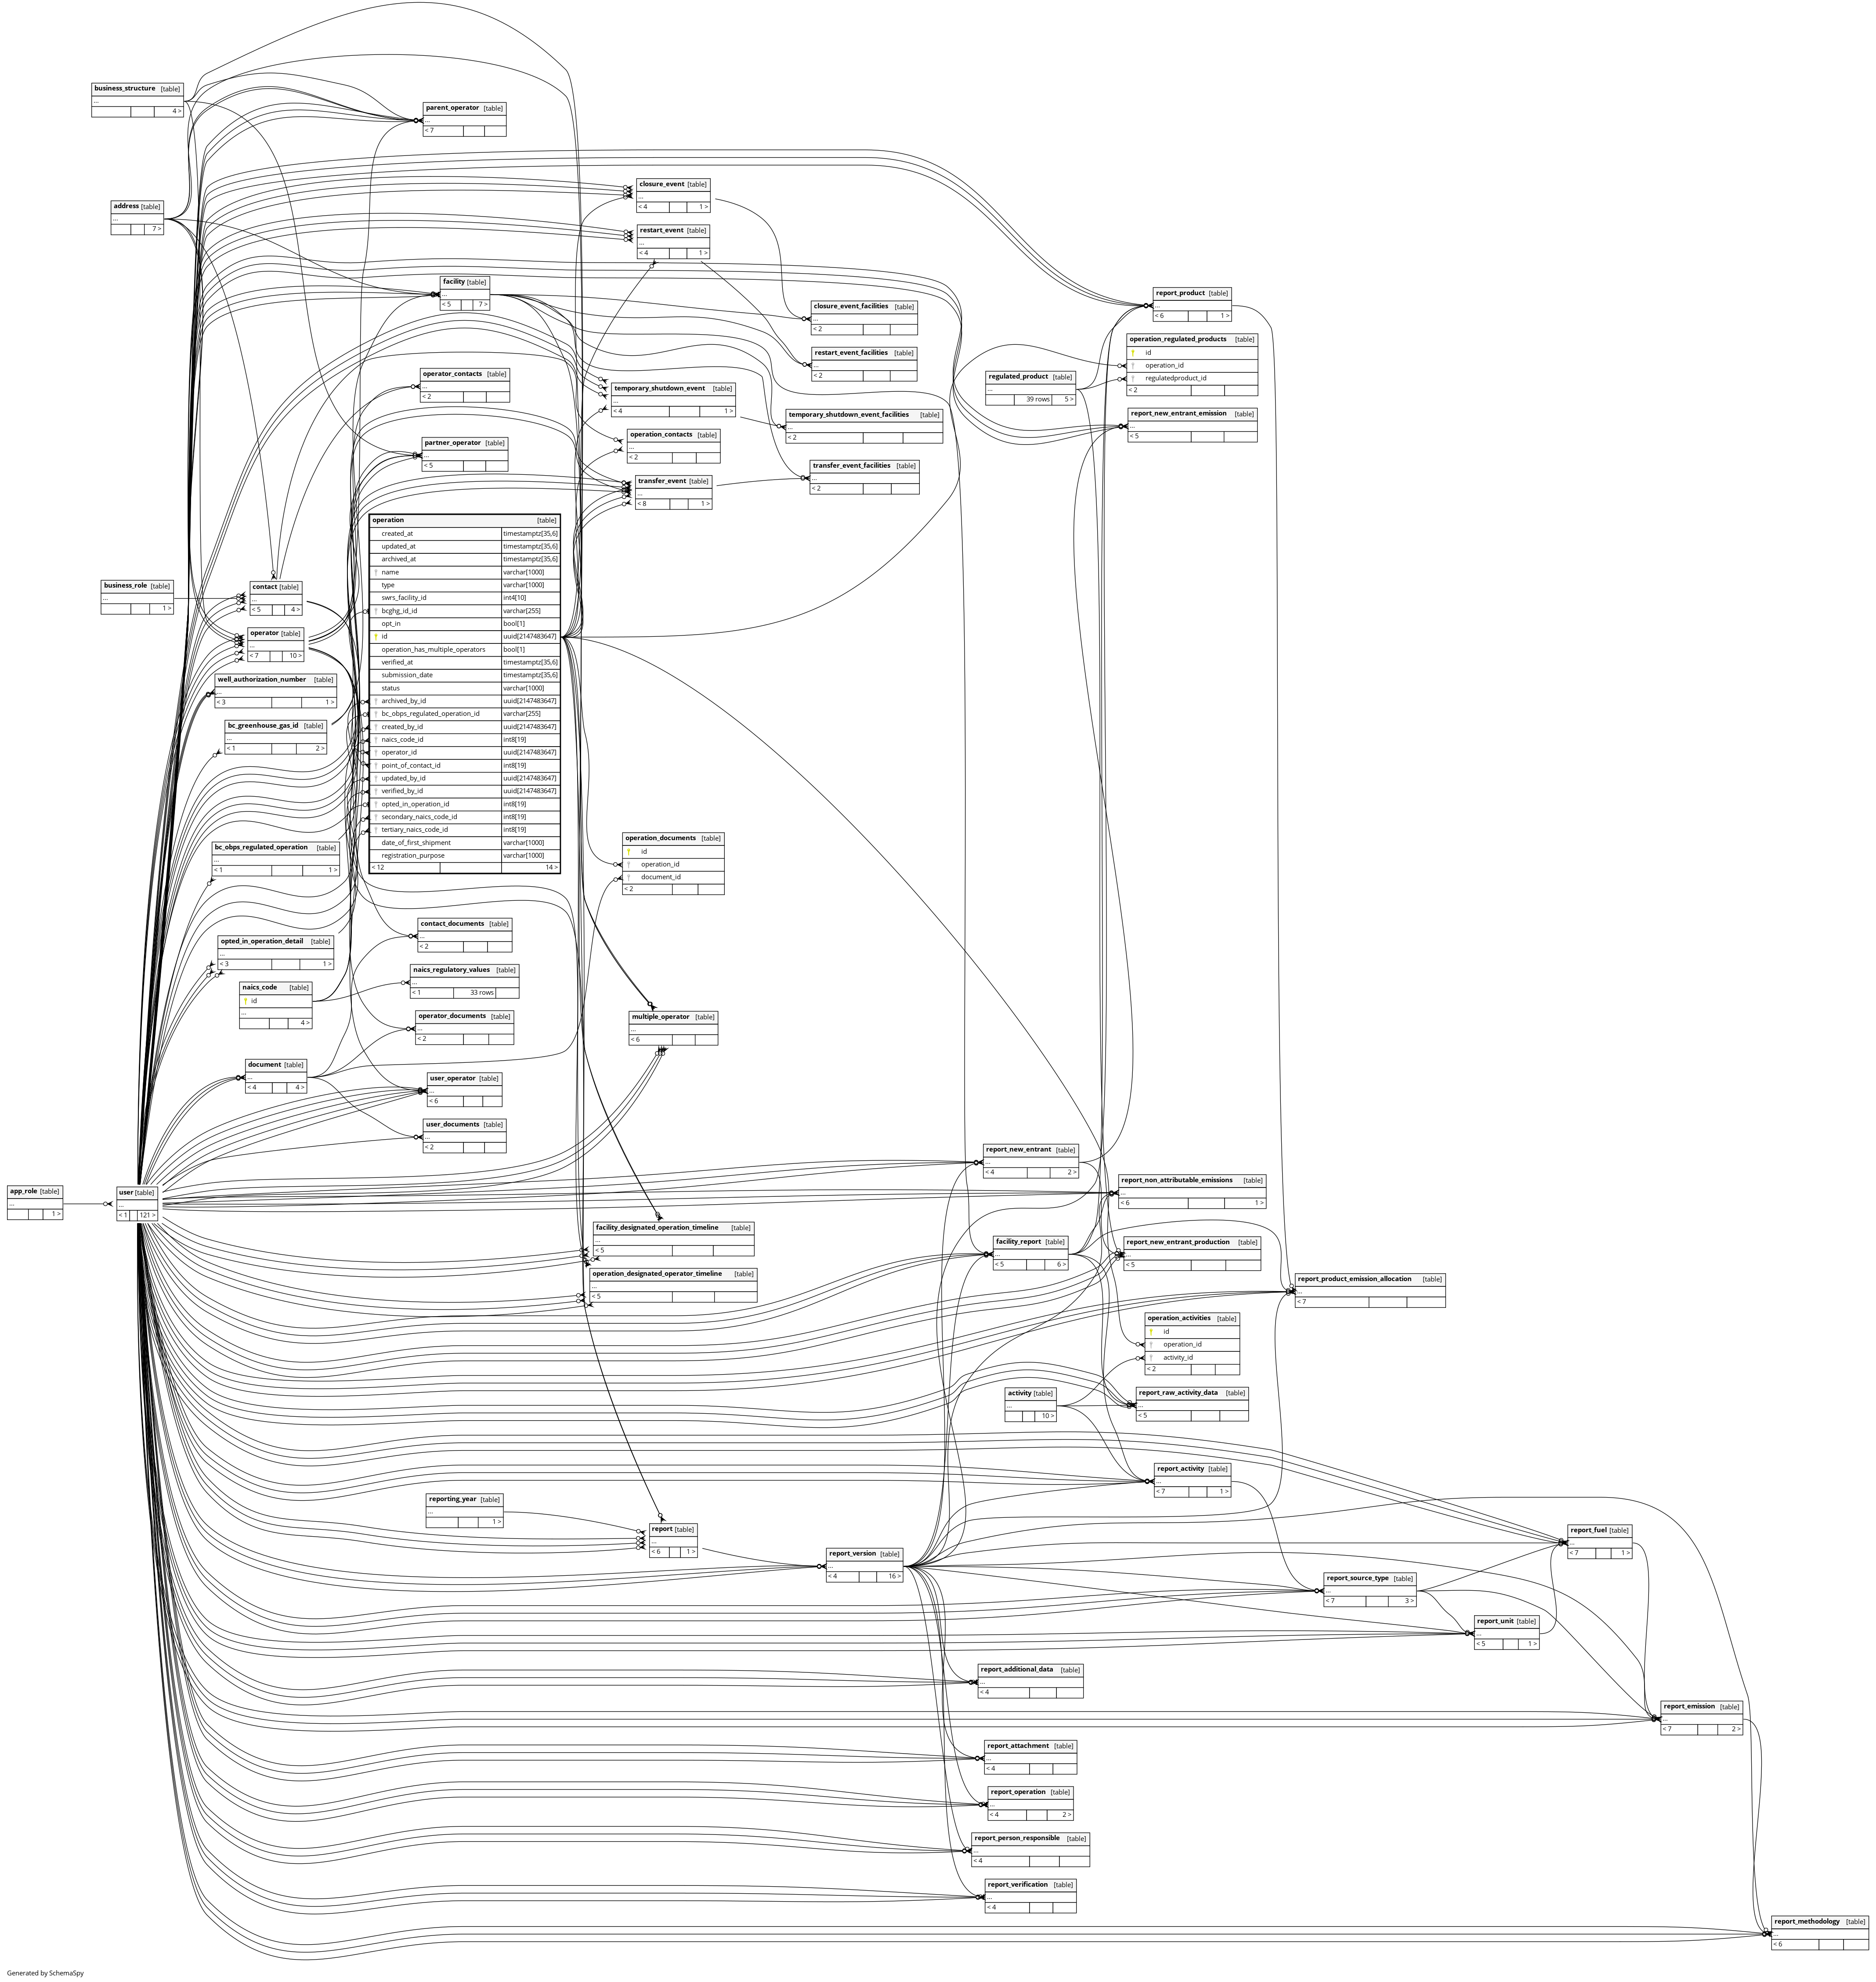 business_structure [table]
...
4 >
parent_operator [table]
...
< 7
address [table]
...
7 >
closure_event [table]
...
< 4 1 >
restart_event [table]
...
< 4 1 >
facility [table]
...
< 5 7 >
closure_event_facilities [table]
...
< 2
report_product [table]
...
< 6 1 >
restart_event_facilities [table]
...
< 2
operation_regulated_products [table]
id
operation_id
regulatedproduct_id
< 2
operator_contacts [table]
...
< 2
regulated_product [table]
...
39 rows 5 >
temporary_shutdown_event [table]
...
< 4 1 >
temporary_shutdown_event_facilities [table]
...
< 2
report_new_entrant_emission [table]
...
< 5
operation_contacts [table]
...
< 2
partner_operator [table]
...
< 5
transfer_event_facilities [table]
...
< 2
transfer_event [table]
...
< 8 1 >
operation [table]
created_at timestamptz[35,6]
updated_at timestamptz[35,6]
archived_at timestamptz[35,6]
name varchar[1000]
type varchar[1000]
swrs_facility_id int4[10]
bcghg_id_id varchar[255]
opt_in bool[1]
id uuid[2147483647]
operation_has_multiple_operators bool[1]
verified_at timestamptz[35,6]
submission_date timestamptz[35,6]
status varchar[1000]
archived_by_id uuid[2147483647]
bc_obps_regulated_operation_id varchar[255]
created_by_id uuid[2147483647]
naics_code_id int8[19]
operator_id uuid[2147483647]
point_of_contact_id int8[19]
updated_by_id uuid[2147483647]
verified_by_id uuid[2147483647]
opted_in_operation_id int8[19]
secondary_naics_code_id int8[19]
tertiary_naics_code_id int8[19]
date_of_first_shipment varchar[1000]
registration_purpose varchar[1000]
< 12 14 >
business_role [table]
...
1 >
contact [table]
...
< 5 4 >
operator [table]
...
< 7 10 >
well_authorization_number [table]
...
< 3 1 >
bc_greenhouse_gas_id [table]
...
< 1 2 >
bc_obps_regulated_operation [table]
...
< 1 1 >
operation_documents [table]
id
operation_id
document_id
< 2
opted_in_operation_detail [table]
...
< 3 1 >
contact_documents [table]
...
< 2
naics_code [table]
id
...
4 >
naics_regulatory_values [table]
...
< 1 33 rows
operator_documents [table]
...
< 2
multiple_operator [table]
...
< 6
document [table]
...
< 4 4 >
user_operator [table]
...
< 6
user_documents [table]
...
< 2
report_new_entrant [table]
...
< 4 2 >
report_non_attributable_emissions [table]
...
< 6 1 >
app_role [table]
...
1 >
user [table]
...
< 1 121 >
facility_designated_operation_timeline [table]
...
< 5
facility_report [table]
...
< 5 6 >
report_new_entrant_production [table]
...
< 5
operation_designated_operator_timeline [table]
...
< 5
report_product_emission_allocation [table]
...
< 7
operation_activities [table]
id
operation_id
activity_id
< 2
activity [table]
...
10 >
report_raw_activity_data [table]
...
< 5
report_activity [table]
...
< 7 1 >
reporting_year [table]
...
1 >
report [table]
...
< 6 1 >
report_fuel [table]
...
< 7 1 >
report_version [table]
...
< 4 16 >
report_source_type [table]
...
< 7 3 >
report_unit [table]
...
< 5 1 >
report_additional_data [table]
...
< 4
report_emission [table]
...
< 7 2 >
report_attachment [table]
...
< 4
report_operation [table]
...
< 4 2 >
report_person_responsible [table]
...
< 4
report_verification [table]
...
< 4
report_methodology [table]
...
< 6
Generated by SchemaSpy